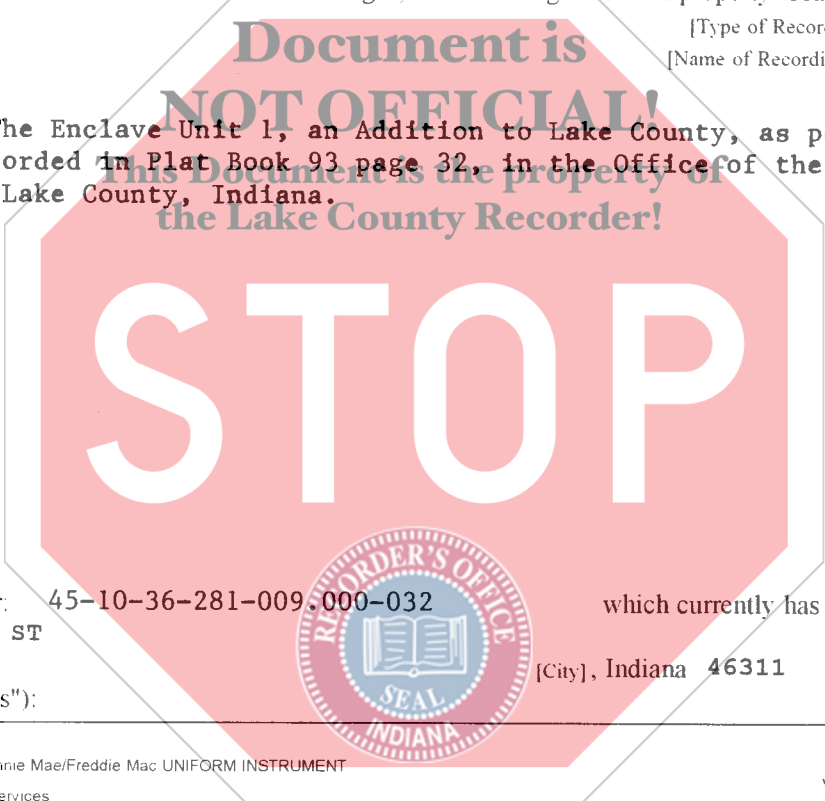 [Type of Recor
Document is
[Name of Recordi
NOT OFFICIAL!
he Enclave Unit 1, an Addition to Lake County, as p
orded in Plat Book 93 page 32, in the Office of the
This Document is the property of
Lake County, Indiana.
the Lake County Recorder!
STOP
RECORDER'S OFFICE
45-10-36-281-009.000-032 which currently has
ST
[City], Indiana 46311
SEAL
s"):
INDIANA
nnie Mae/Freddie Mac UNIFORM INSTRUMENT
ervices